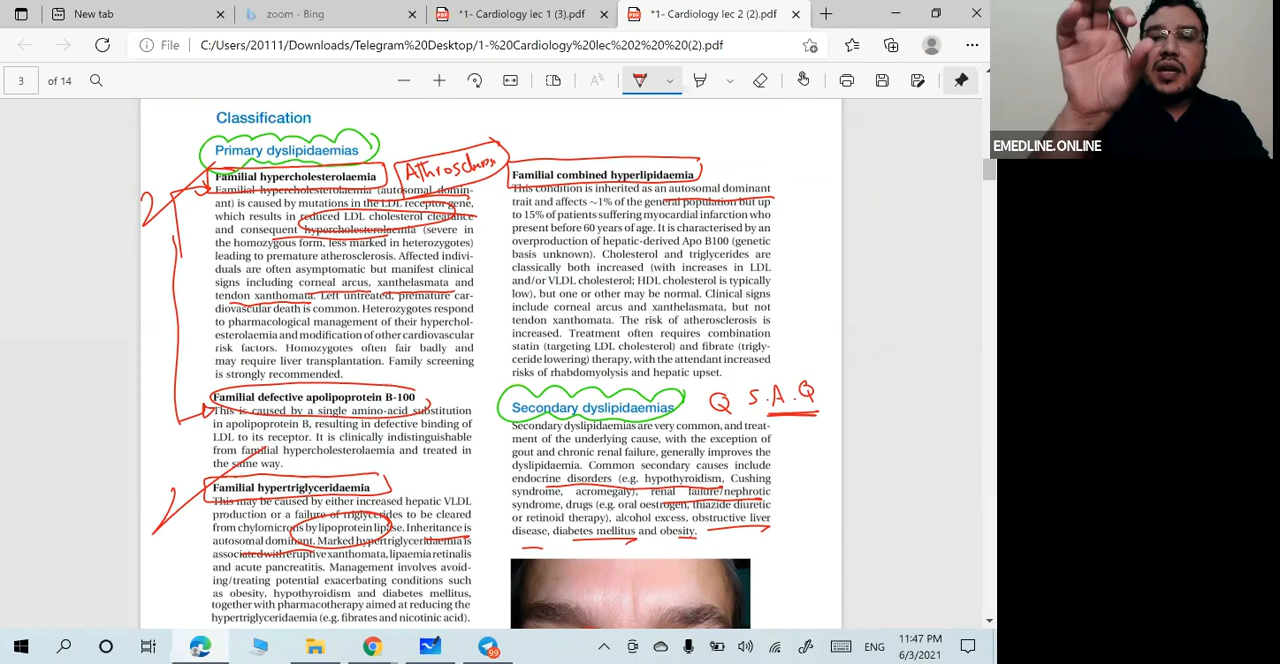 New tab
zoom - Bing
*1- Cardiology lec 1 (3).pdf
*1- Cardiology lec 2 (2).pdf
File
C:/Users/20111/Downloads/Telegram%20Desktop/1-%20Cardiology%20lec%202%20%20(2).pdf
3 of 14
EMEDLINE.ONLINE
Classification
Primary dyslipidaemias
Familial hypercholesterolaemia
Familial hypercholesterolaemia (autosomal domin-
ant) is caused by mutations in the LDL receptor gene,
which results in reduced LDL cholesterol clearance
and consequent hypercholesterolaemia (severe in
the homozygous form, less marked in heterozygotes)
leading to premature atherosclerosis. Affected indivi-
duals are often asymptomatic but manifest clinical
signs including corneal arcus, xanthelasmata and
tendon xanthomata. Left untreated, premature car-
diovascular death is common. Heterozygotes respond
to pharmacological management of their hyperchol-
esterolaemia and modification of other cardiovascular
risk factors. Homozygotes often fair badly and
may require liver transplantation. Family screening
is strongly recommended.
Familial defective apolipoprotein B-100
This is caused by a single amino-acid substitution
in apolipoprotein B, resulting in defective binding of
LDL to its receptor. It is clinically indistinguishable
from familial hypercholesterolaemia and treated in
the same way.
Familial hypertriglyceridaemia
This may be caused by either increased hepatic VLDL
production or a failure of triglycerides to be cleared
from chylomicrons by lipoprotein lipase. Inheritance is
autosomal dominant. Marked hypertriglyceridaemia is
associated with eruptive xanthomata, lipaemia retinalis
and acute pancreatitis. Management involves avoid-
ing/treating potential exacerbating conditions such
as obesity, hypothyroidism and diabetes mellitus,
together with pharmacotherapy aimed at reducing the
hypertriglyceridaemia (e.g. fibrates and nicotinic acid).
Familial combined hyperlipidaemia
This condition is inherited as an autosomal dominant
trait and affects ~1% of the general population but up
to 15% of patients suffering myocardial infarction who
present before 60 years of age. It is characterised by an
overproduction of hepatic-derived Apo B100 (genetic
basis unknown). Cholesterol and triglycerides are
classically both increased (with increases in LDL
and/or VLDL cholesterol; HDL cholesterol is typically
low), but one or other may be normal. Clinical signs
include corneal arcus and xanthelasmata, but not
tendon xanthomata. The risk of atherosclerosis is
increased. Treatment often requires combination
statin (targeting LDL cholesterol) and fibrate (trigly-
ceride lowering) therapy, with the attendant increased
risks of rhabdomyolysis and hepatic upset.
Secondary dyslipidaemias
Q S.A.Q
Secondary dyslipidaemias are very common, and treat-
ment of the underlying cause, with the exception of
gout and chronic renal failure, generally improves the
dyslipidaemia. Common secondary causes include
endocrine disorders (e.g. hypothyroidism, Cushing
syndrome, acromegaly), renal failure/nephrotic
syndrome, drugs (e.g. oral oestrogen, thiazide diuretic
or retinoid therapy), alcohol excess, obstructive liver
disease, diabetes mellitus and obesity.
99
ENG
11:47 PM
6/3/2021